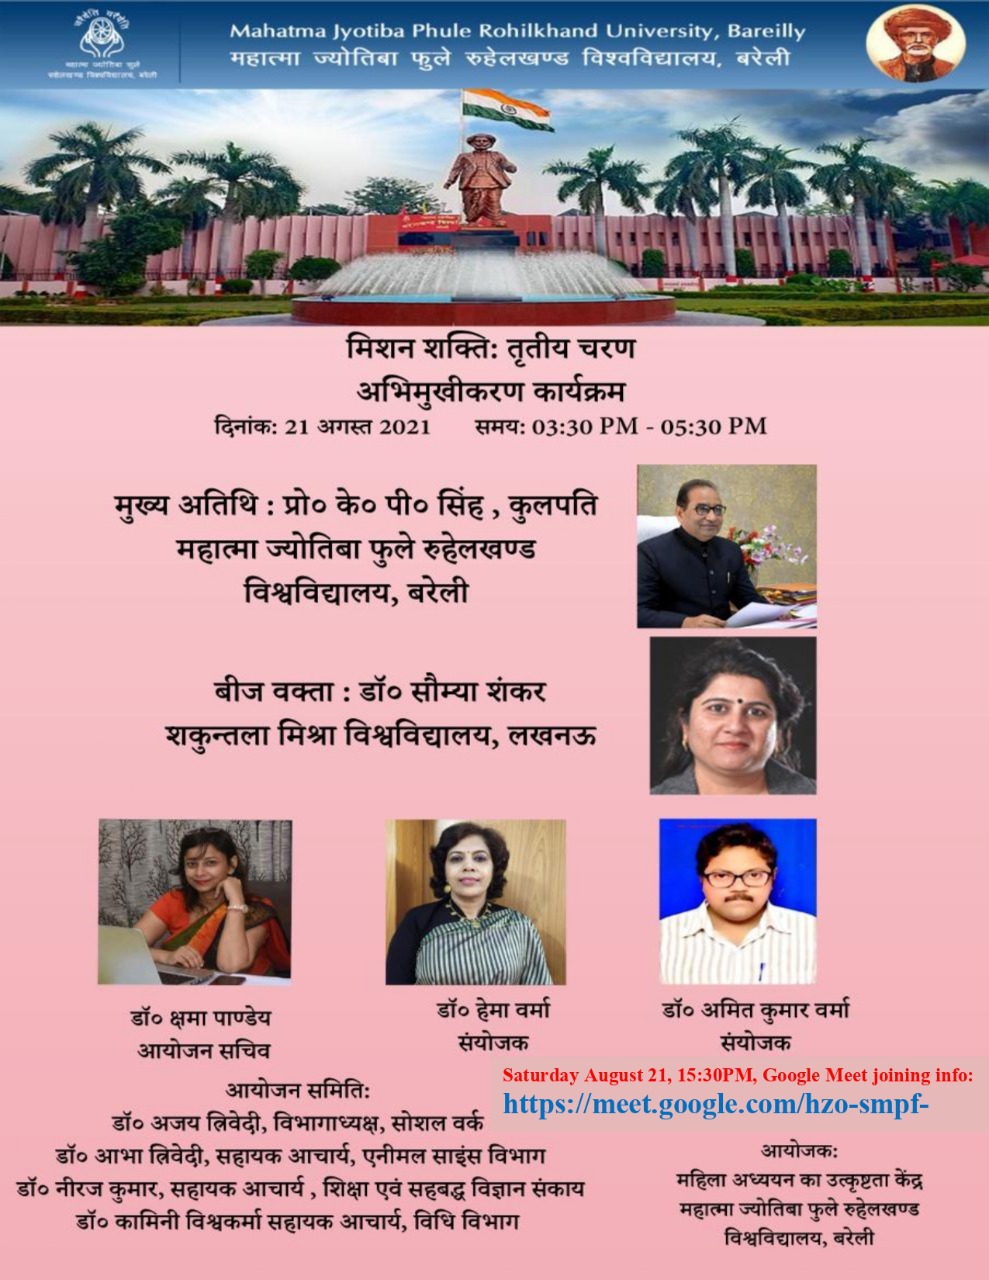 Mahatma Jyotiba Phule Rohilkhand University, Bareilly
महात्मा ज्योतिबा फुले रुहेलखण्ड विश्वविद्यालय, बरेली
महात्मा ज्योतिबा फुले
रुहेलखण्ड विश्वविद्यालय, बरेली
मिशन शक्ति: तृतीय चरण
अभिमुखीकरण कार्यक्रम
दिनांक: 21 अगस्त 2021 समय: 03:30 PM - 05:30 PM
मुख्य अतिथि : प्रो० के० पी० सिंह , कुलपति
महात्मा ज्योतिबा फुले रुहेलखण्ड
विश्वविद्यालय, बरेली
बीज वक्ता : डॉ० सौम्या शंकर
शकुन्तला मिश्रा विश्वविद्यालय, लखनऊ
डॉ० क्षमा पाण्डेय
आयोजन सचिव
डॉ० हेमा वर्मा
संयोजक
डॉ० अमित कुमार वर्मा
संयोजक
Saturday August 21, 15:30PM, Google Meet joining info:
https://meet.google.com/hzo-smpf-
आयोजन समिति:
डॉ० अजय त्रिवेदी, विभागाध्यक्ष, सोशल वर्क
डॉ० आभा त्रिवेदी, सहायक आचार्य, एनीमल साइंस विभाग
डॉ० नीरज कुमार, सहायक आचार्य , शिक्षा एवं सहबद्ध विज्ञान संकाय
डॉ० कामिनी विश्वकर्मा सहायक आचार्य, विधि विभाग
आयोजक:
महिला अध्ययन का उत्कृष्टता केंद्र
महात्मा ज्योतिबा फुले रुहेलखण्ड
विश्वविद्यालय, बरेली